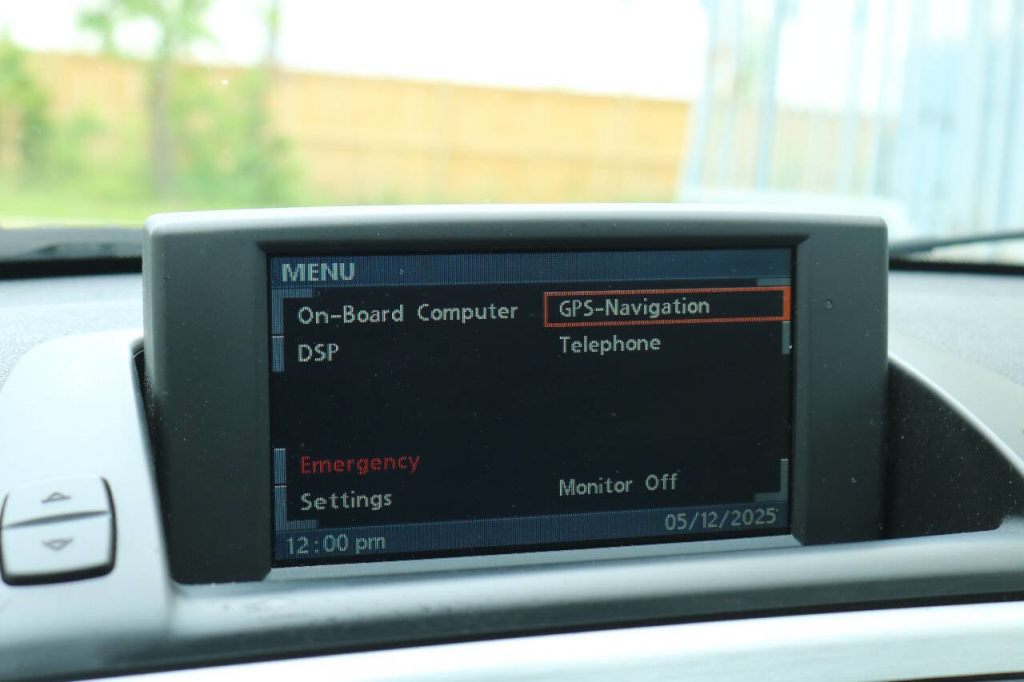 MENU
On-Board Computer GPS-Navigation
DSP Telephone
Emergency
Settings Monitor Off
12:00 pm 05/12/2025